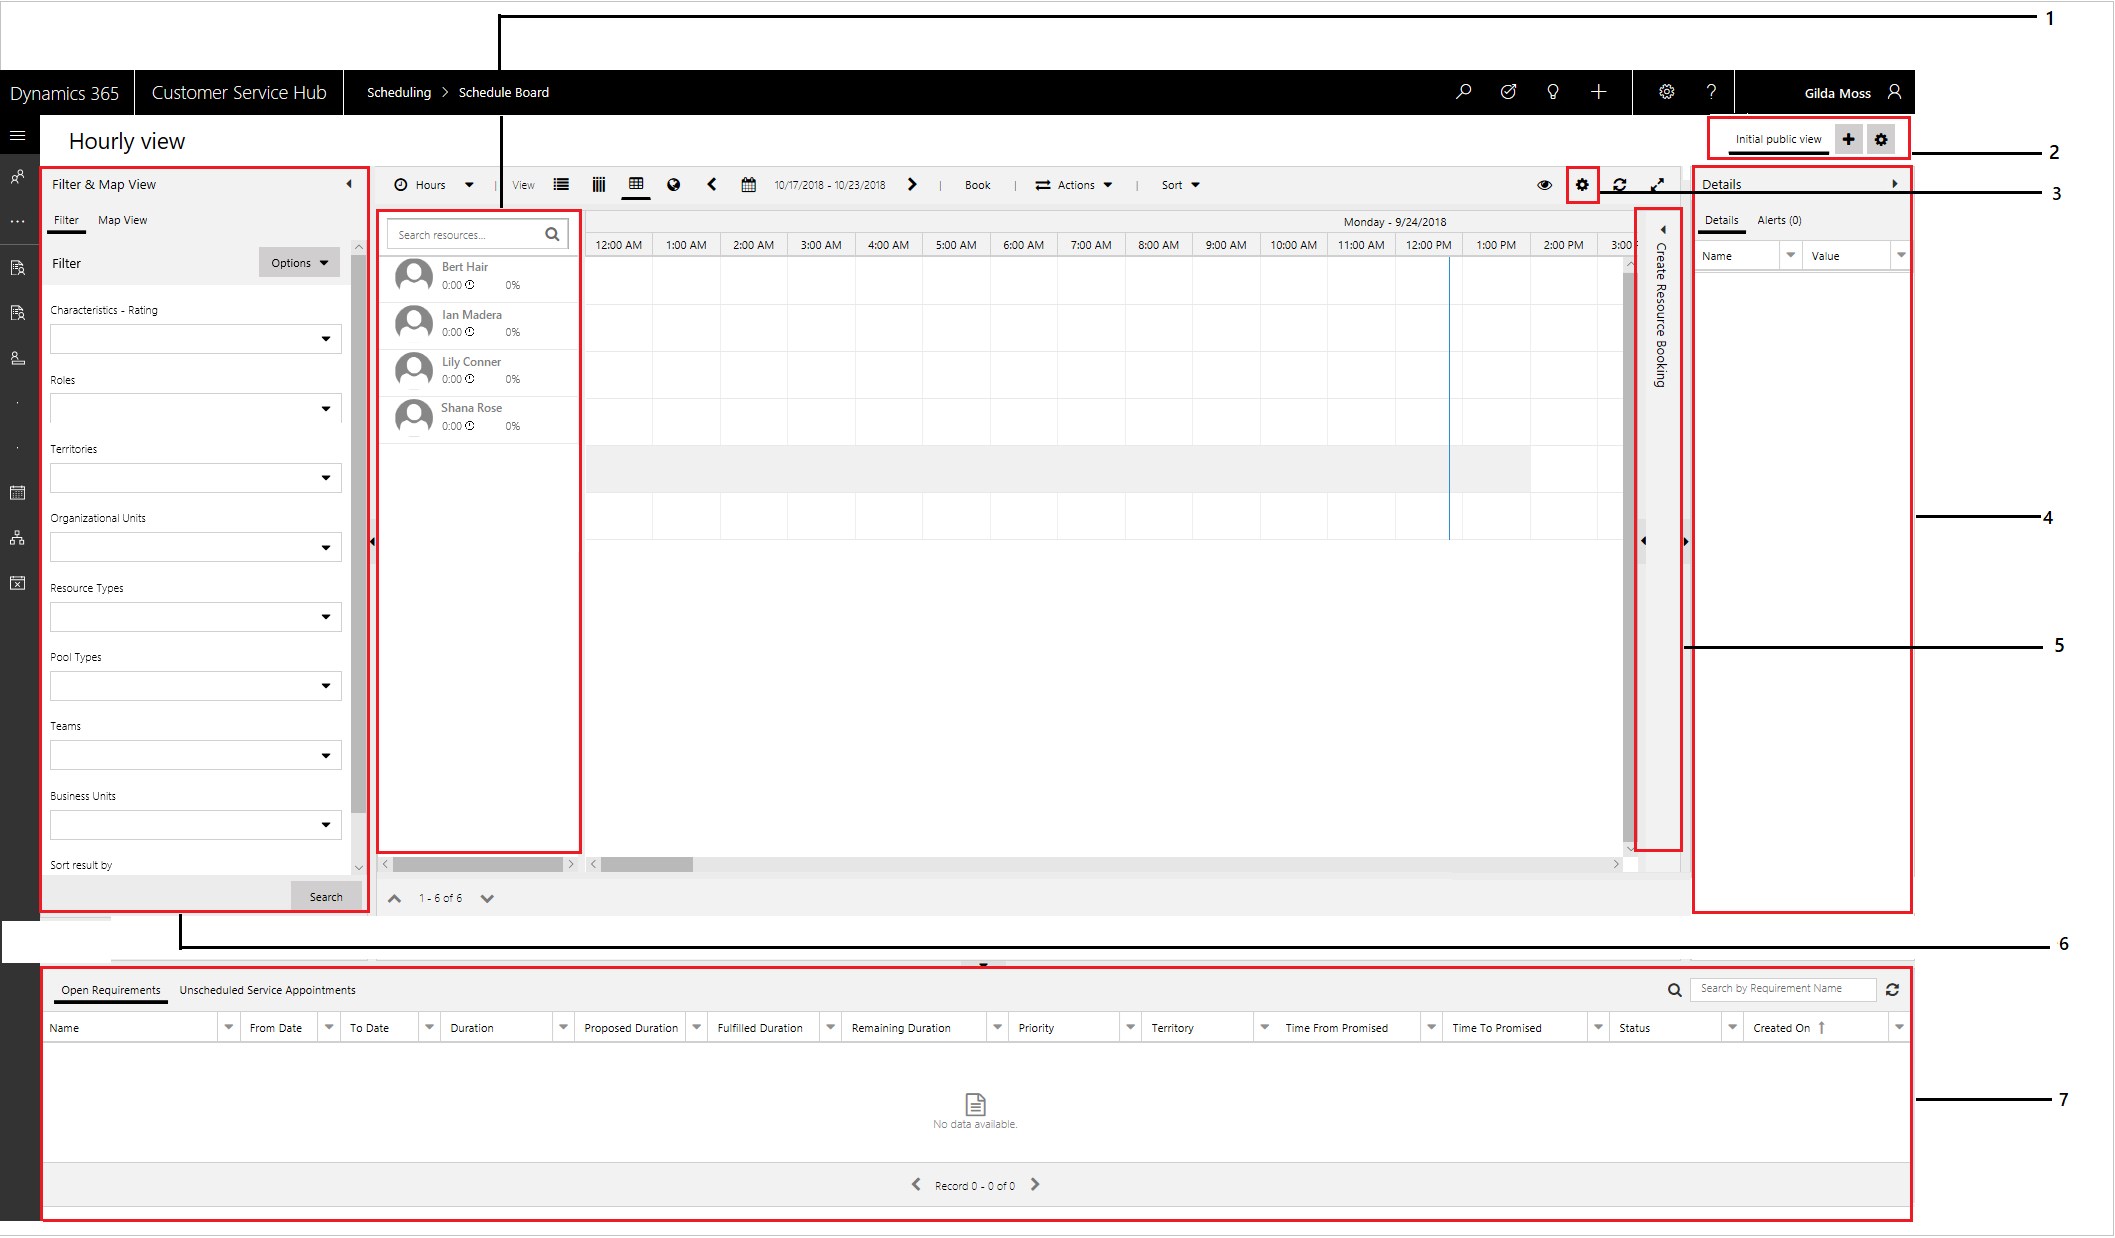 1
Dynamics 365
Customer Service Hub
Scheduling > Schedule Board
?
Gilda Moss
Hourly view
Initial public view
2
Filter & Map View
Hours
View
10/17/2018 - 10/23/2018
Book
Actions
Sort
Details
3
Filter
Map View
Details
Alerts (0)
Search resources...
Monday - 9/24/2018
12:00 AM 1:00 AM 2:00 AM 3:00 AM 4:00 AM 5:00 AM 6:00 AM 7:00 AM 8:00 AM 9:00 AM 10:00 AM 11:00 AM 12:00 PM 1:00 PM 2:00 PM 3:00
Name
Value
Filter
Options
Create Resource Booking
Bert Hair
0:00 0%
Ian Madera
0:00 0%
Lily Conner
0:00 0%
Shana Rose
0:00 0%
Characteristics - Rating
Roles
Territories
Organizational Units
4
Resource Types
5
Pool Types
Teams
Business Units
Sort result by
Search
1 - 6 of 6
6
Open Requirements
Unscheduled Service Appointments
Search by Requirement Name
Name
From Date
To Date
Duration
Proposed Duration
Fulfilled Duration
Remaining Duration
Priority
Territory
Time From Promised
Time To Promised
Status
Created On
No data available.
7
Record 0 - 0 of 0